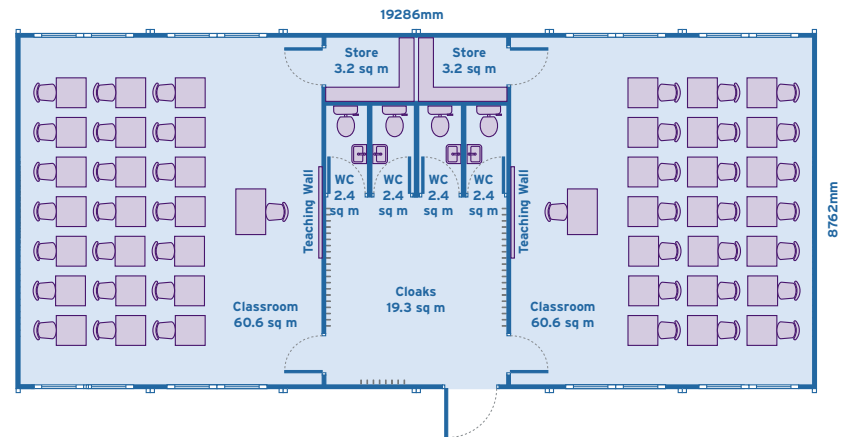 19286mm
Store
3.2 sq m
Store
3.2 sq m
WC
2.4
sq m
WC
2.4
sq m
WC
2.4
sq m
WC
2.4
sq m
Teaching Wall
Teaching Wall
8762mm
Cloaks
19.3 sq m
Classroom
60.6 sq m
Classroom
60.6 sq m